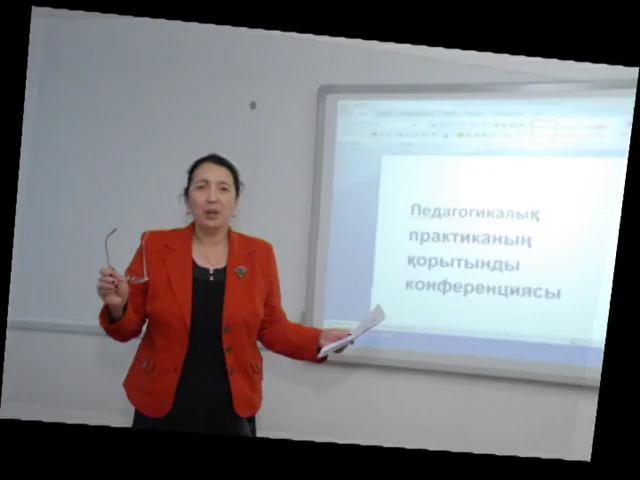 Педагогикалық
практиканың
қорытынды
конференциясы